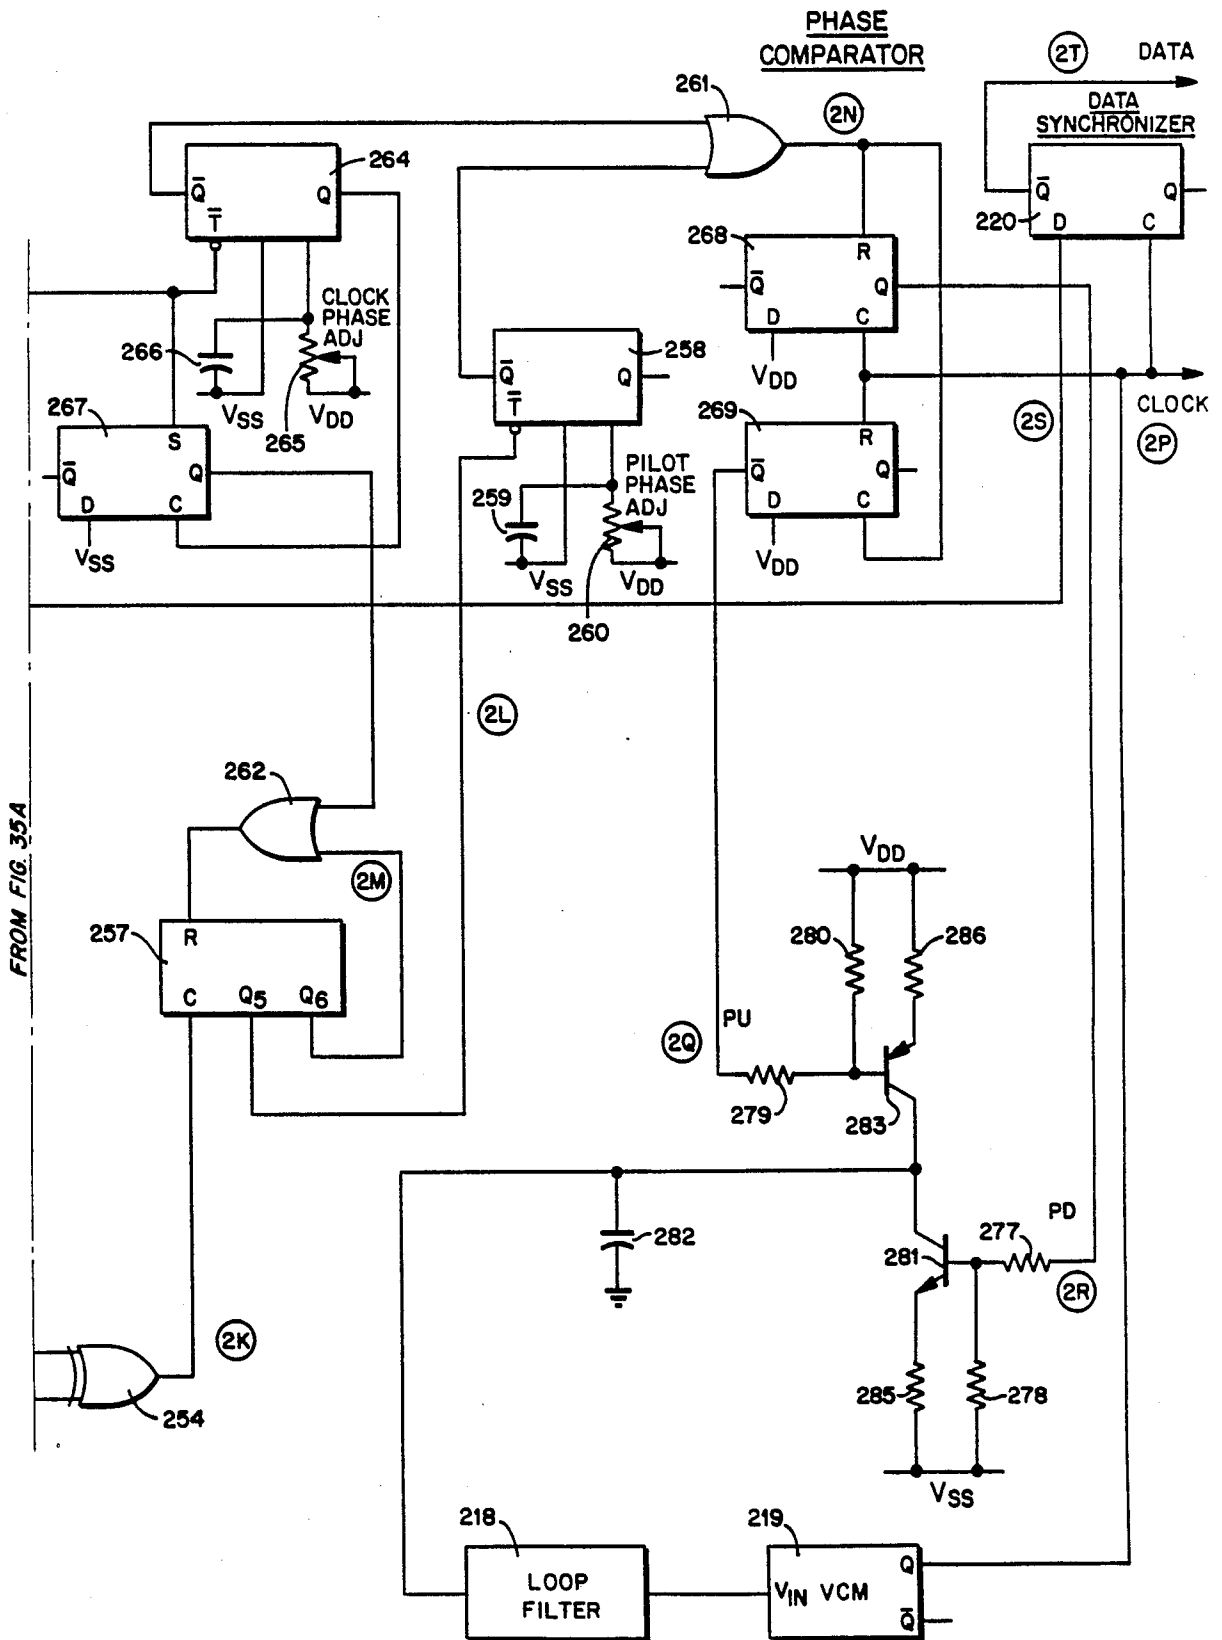 PHASE
COMPARATOR
2T
DATA
261
2N
DATA
SYNCHRONIZER
264
Q̅
Q
T̅
Q̅
Q
220
D
C
268
R
Q̅
Q
D
C
VDD
CLOCK
PHASE
ADJ
266
VSS
265
VDD
258
Q̅
Q
T̅
267
S
Q̅
Q
D
C
VSS
269
R
Q̅
Q
D
C
VDD
2S
CLOCK
2P
PILOT
PHASE
ADJ
259
VSS
VDD
260
2L
262
2M
FROM FIG. 35A
257
R
C
Q5
Q6
VDD
280
286
PU
2Q
279
283
282
PD
277
281
2R
2K
254
285
278
VSS
218
LOOP
FILTER
219
VIN VCM
Q
Q̅